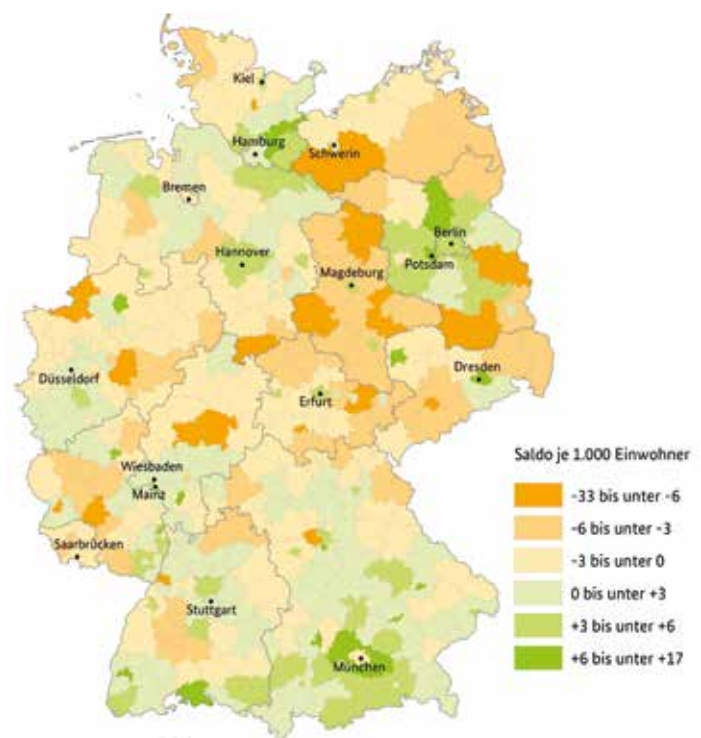 Kiel
Hamburg
Schwerin
Bremen
Berlin
Hannover
Potsdam
Magdeburg
Düsseldorf
Dresden
Erfurt
Wiesbaden
Mainz
Saarbrücken
Stuttgart
München
Saldo je 1.000 Einwohner
-33 bis unter -6
-6 bis unter -3
-3 bis unter 0
0 bis unter +3
+3 bis unter +6
+6 bis unter +17